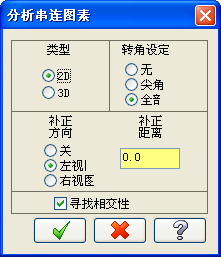 分析串连图素
类型
2D
3D
转角设定
无
尖角
全音
补正
方向
关
左视|
右视图
补正
距离
0.0
寻找相交性
?